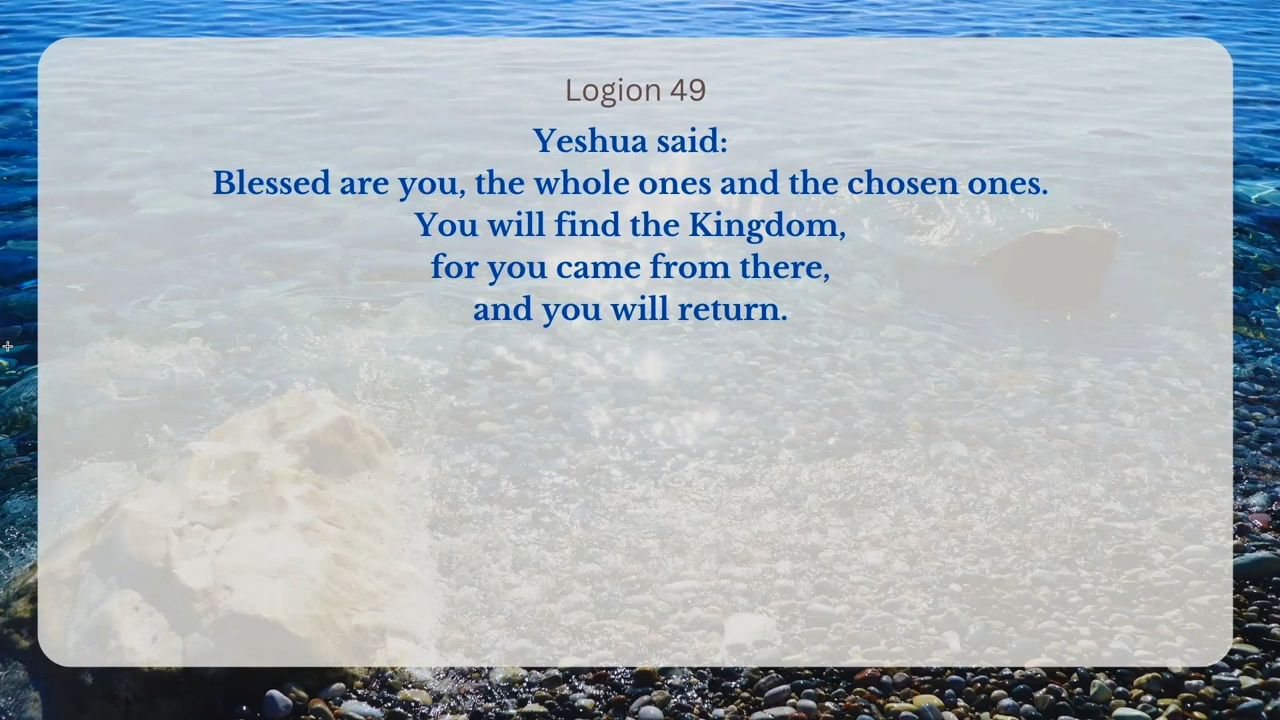 Logion 49
Yeshua said:
Blessed are you, the whole ones and the chosen ones.
You will find the Kingdom,
for you came from there,
and you will return.